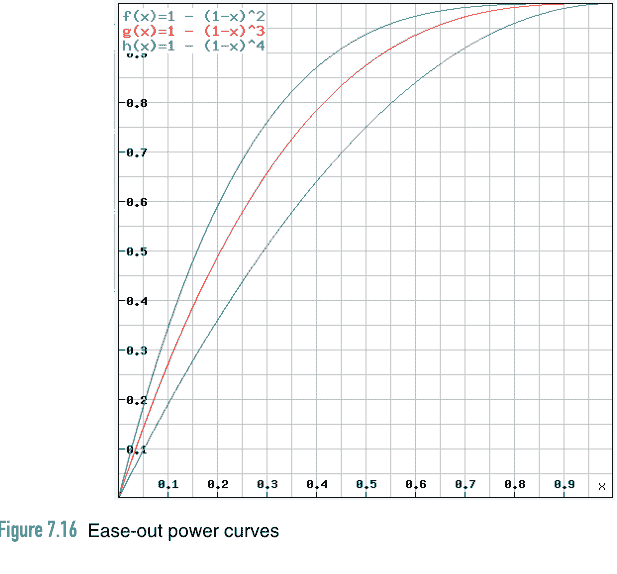 f(x)=1 - (1-x)^2
g(x)=1 - (1-x)^3
h(x)=1 - (1-x)^4
0.9
0.8
0.7
0.6
0.5
0.4
0.3
0.2
0.1
0.1 0.2 0.3 0.4 0.5 0.6 0.7 0.8 0.9 x
Figure 7.16 Ease-out power curves